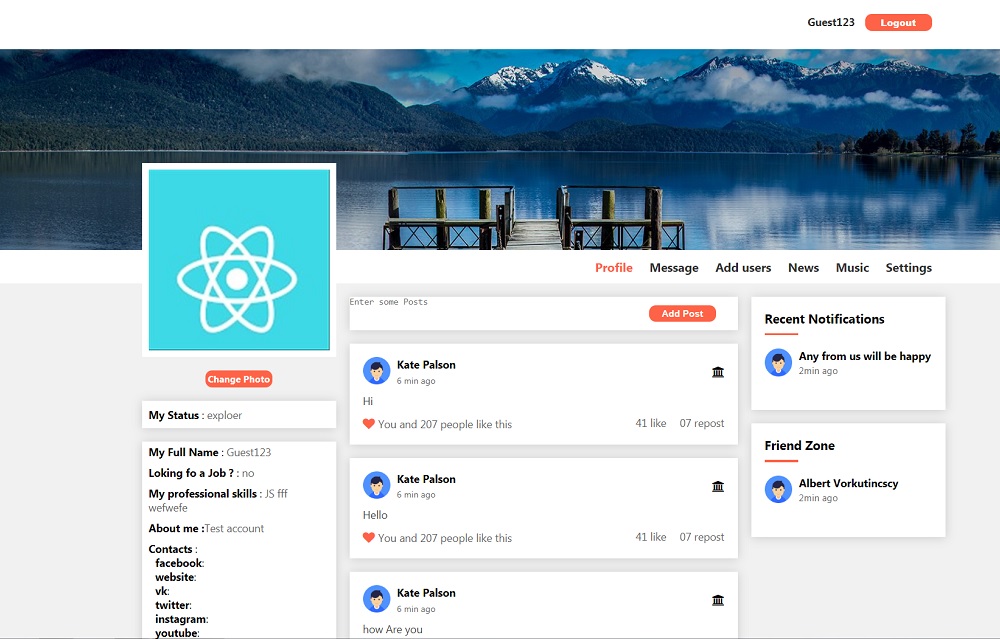 Guest123 Logout
Profile Message Add users News Music Settings
Change Photo
My Status : exploer
My Full Name : Guest123
Loking fo a Job ? : no
My professional skills : JS fff
wefwefe
About me :Test account
Contacts :
facebook:
website:
vk:
twitter:
instagram:
youtube:
Enter some Posts
Add Post
Kate Palson
6 min ago
Hi
You and 207 people like this 41 like 07 repost
Kate Palson
6 min ago
Hello
You and 207 people like this 41 like 07 repost
Kate Palson
6 min ago
how Are you
Recent Notifications
Any from us will be happy
2min ago
Friend Zone
Albert Vorkutincscy
2min ago